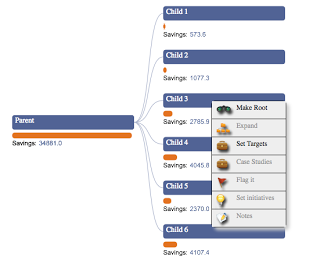 Child 1
Savings: 573.6
Child 2
Savings: 1077.3
Child 3
Savings: 2785.9
Parent
Savings: 34881.0
Child 4
Savings: 4045.8
Child 5
Savings: 2370.0
Child 6
Savings: 4107.4
Make Root
Expand
Set Targets
Case Studies
Flag it
Set initiatives
Notes